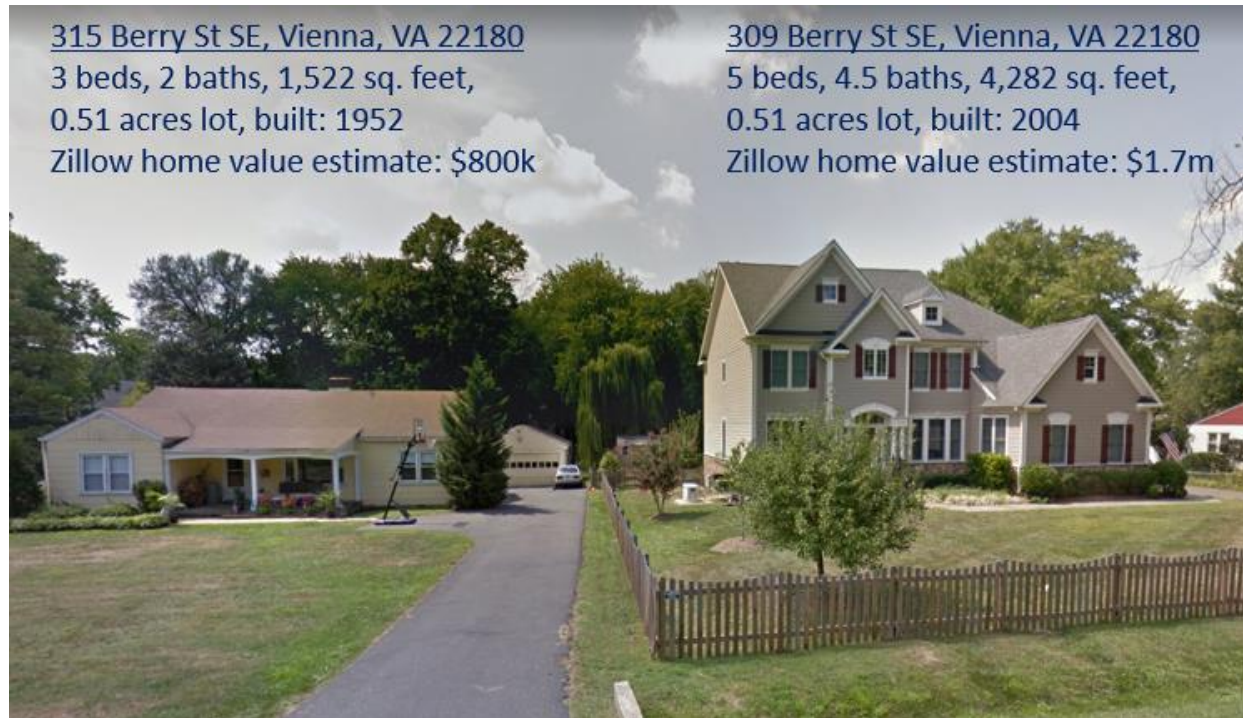 315 Berry St SE, Vienna, VA 22180
3 beds, 2 baths, 1,522 sq. feet,
0.51 acres lot, built: 1952
Zillow home value estimate: $800k
309 Berry St SE, Vienna, VA 22180
5 beds, 4.5 baths, 4,282 sq. feet,
0.51 acres lot, built: 2004
Zillow home value estimate: $1.7m